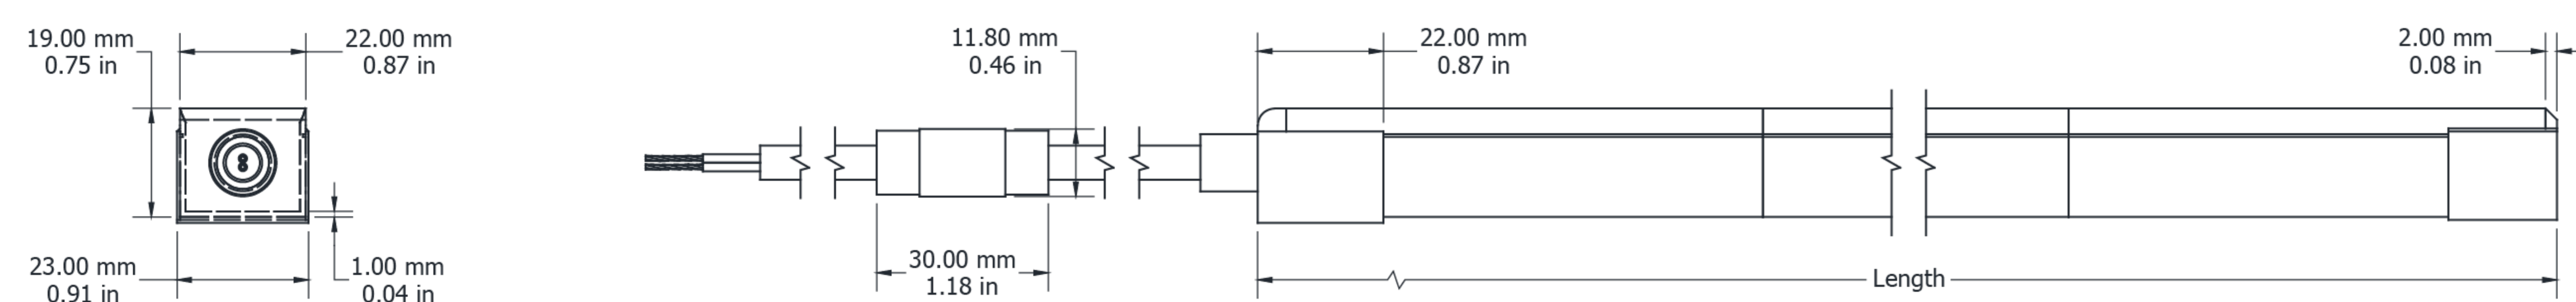 19.00 mm
0.75 in
22.00 mm
0.87 in
11.80 mm
0.46 in
22.00 mm
0.87 in
2.00 mm
0.08 in
23.00 mm
0.91 in
1.00 mm
0.04 in
30.00 mm
1.18 in
Length